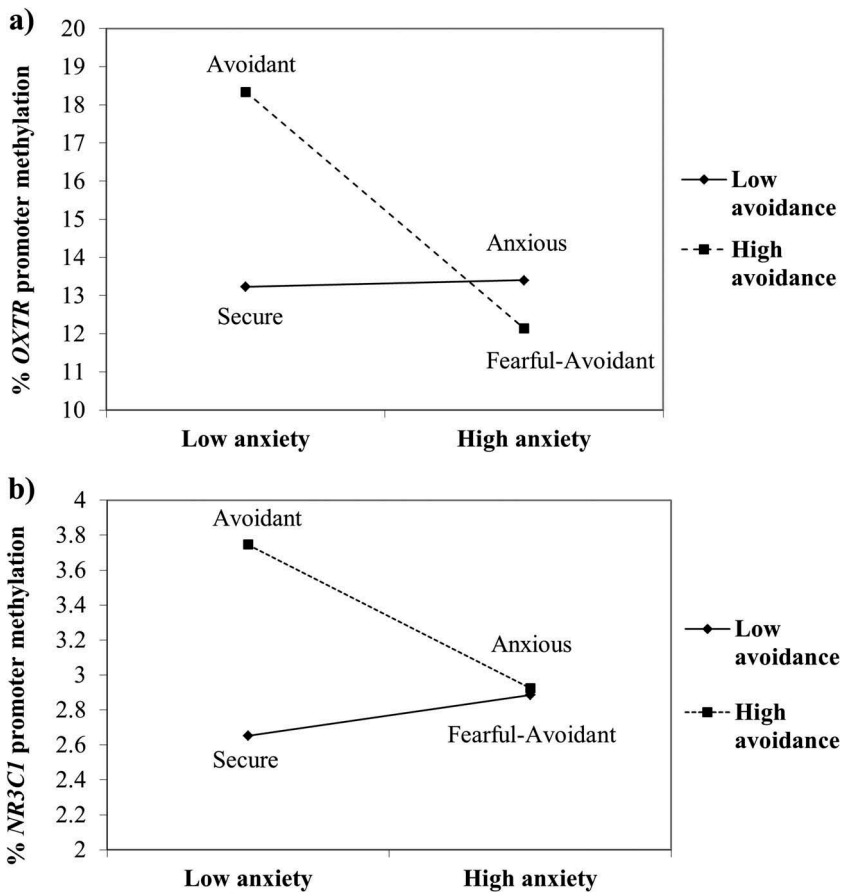 a)
% OXTR promoter methylation
20
19
18
17
16
15
14
13
12
11
10
Avoidant
Anxious
Secure
Fearful-Avoidant
Low anxiety
High anxiety
Low
avoidance
High
avoidance
b)
% NR3C1 promoter methylation
4
3.8
3.6
3.4
3.2
3
2.8
2.6
2.4
2.2
2
Avoidant
Anxious
Fearful-Avoidant
Secure
Low anxiety
High anxiety
Low
avoidance
High
avoidance